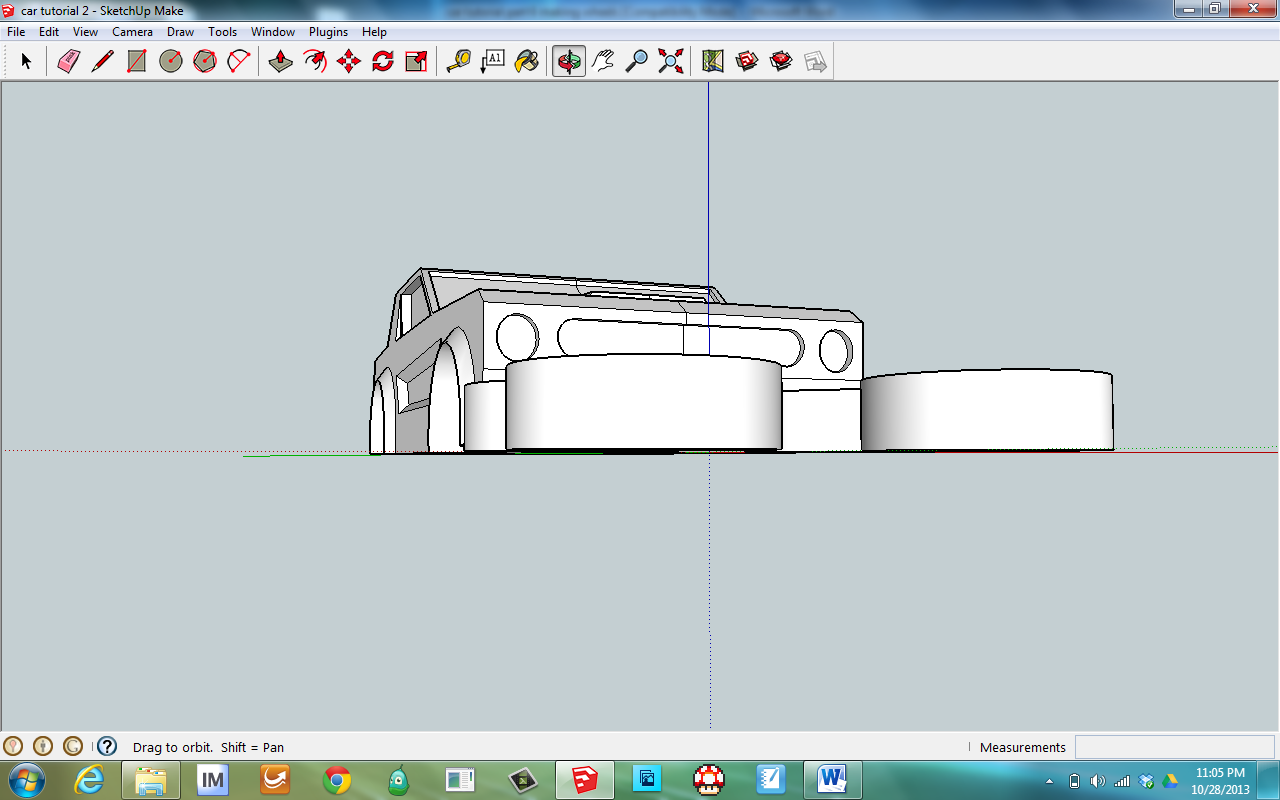 car tutorial 2 - SketchUp Make
File Edit View Camera Draw Tools Window Plugins Help
A1
Drag to orbit. Shift = Pan
Measurements
IM
W
11:05 PM
10/28/2013